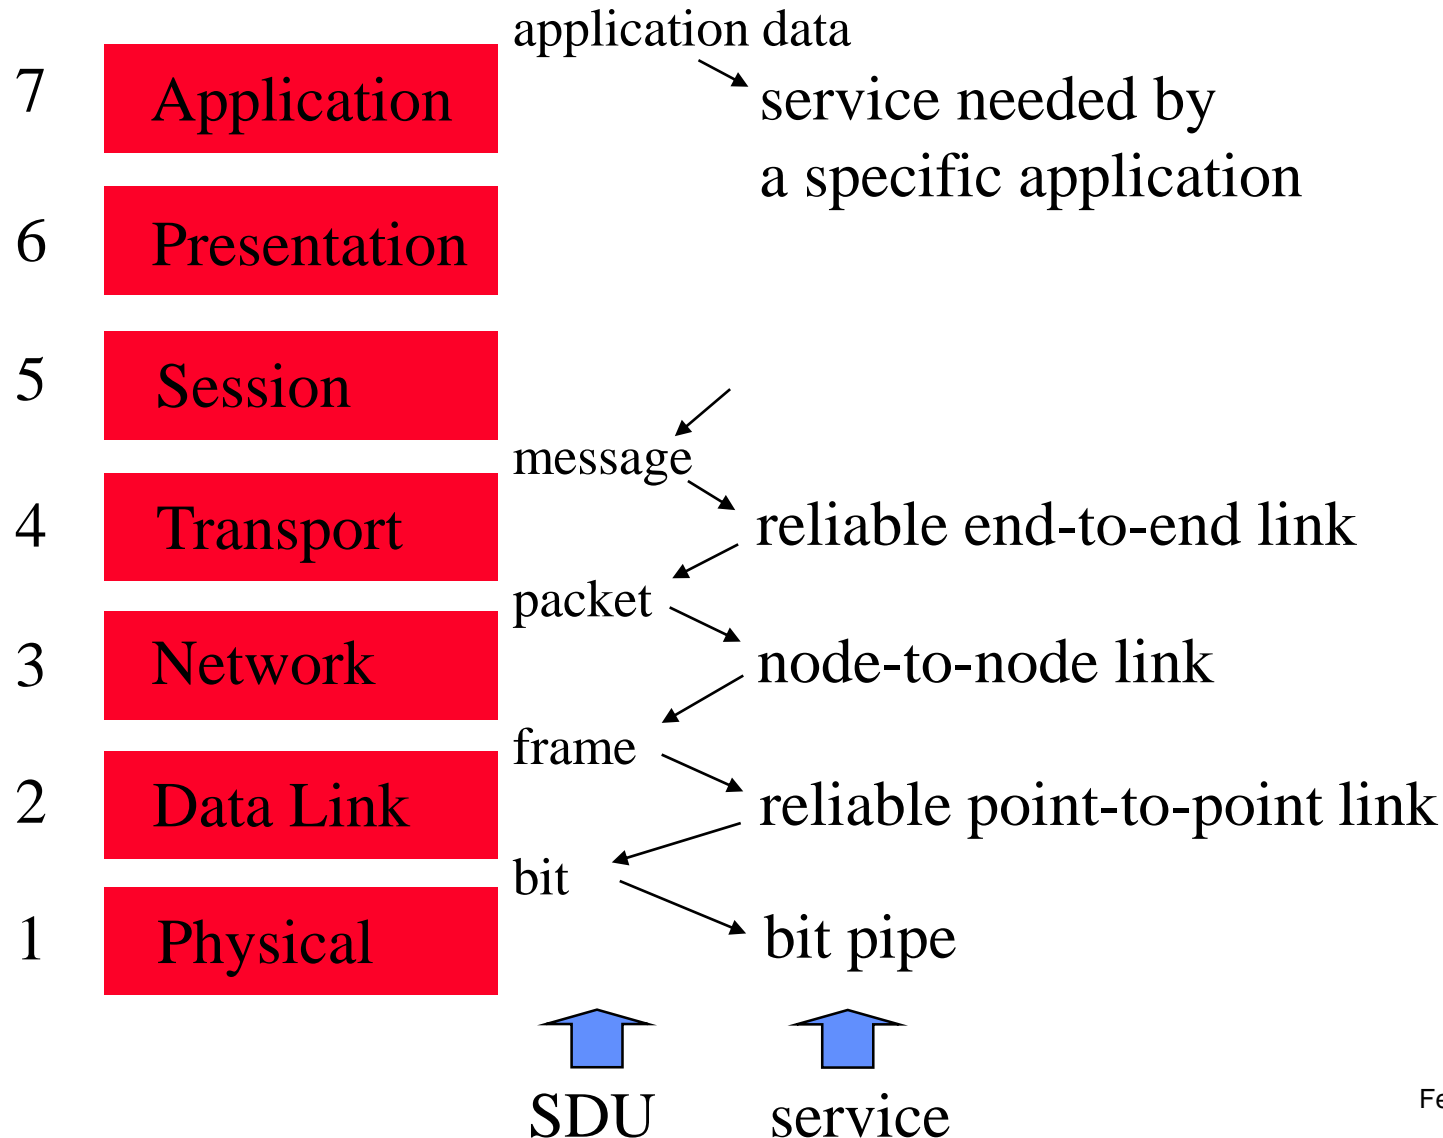 application data
7 Application service needed by
a specific application
6 Presentation
5 Session
message
4 Transport reliable end-to-end link
packet
3 Network node-to-node link
frame
2 Data Link reliable point-to-point link
bit
1 Physical bit pipe
SDU service